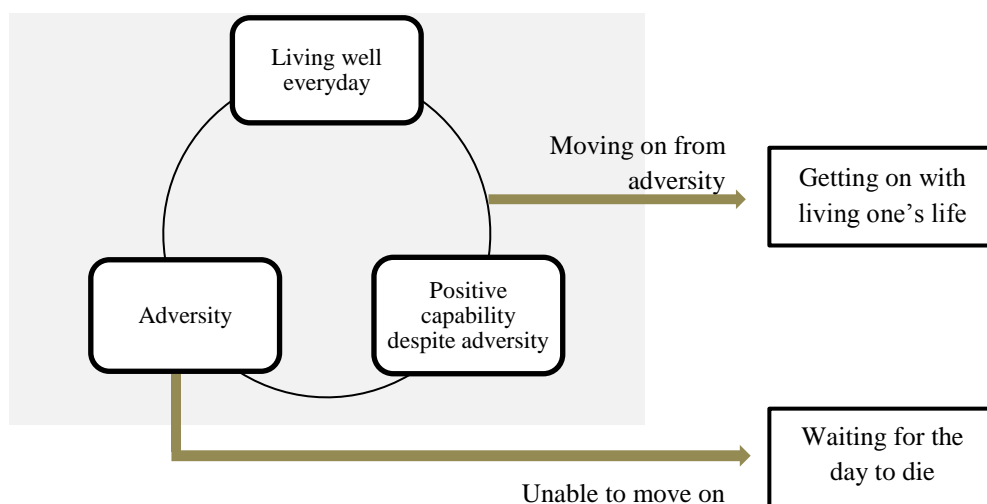 Living well
everyday
Moving on from
adversity
Getting on with
living one's life
Adversity
Positive
capability
despite adversity
Waiting for the
day to die
Unable to move on